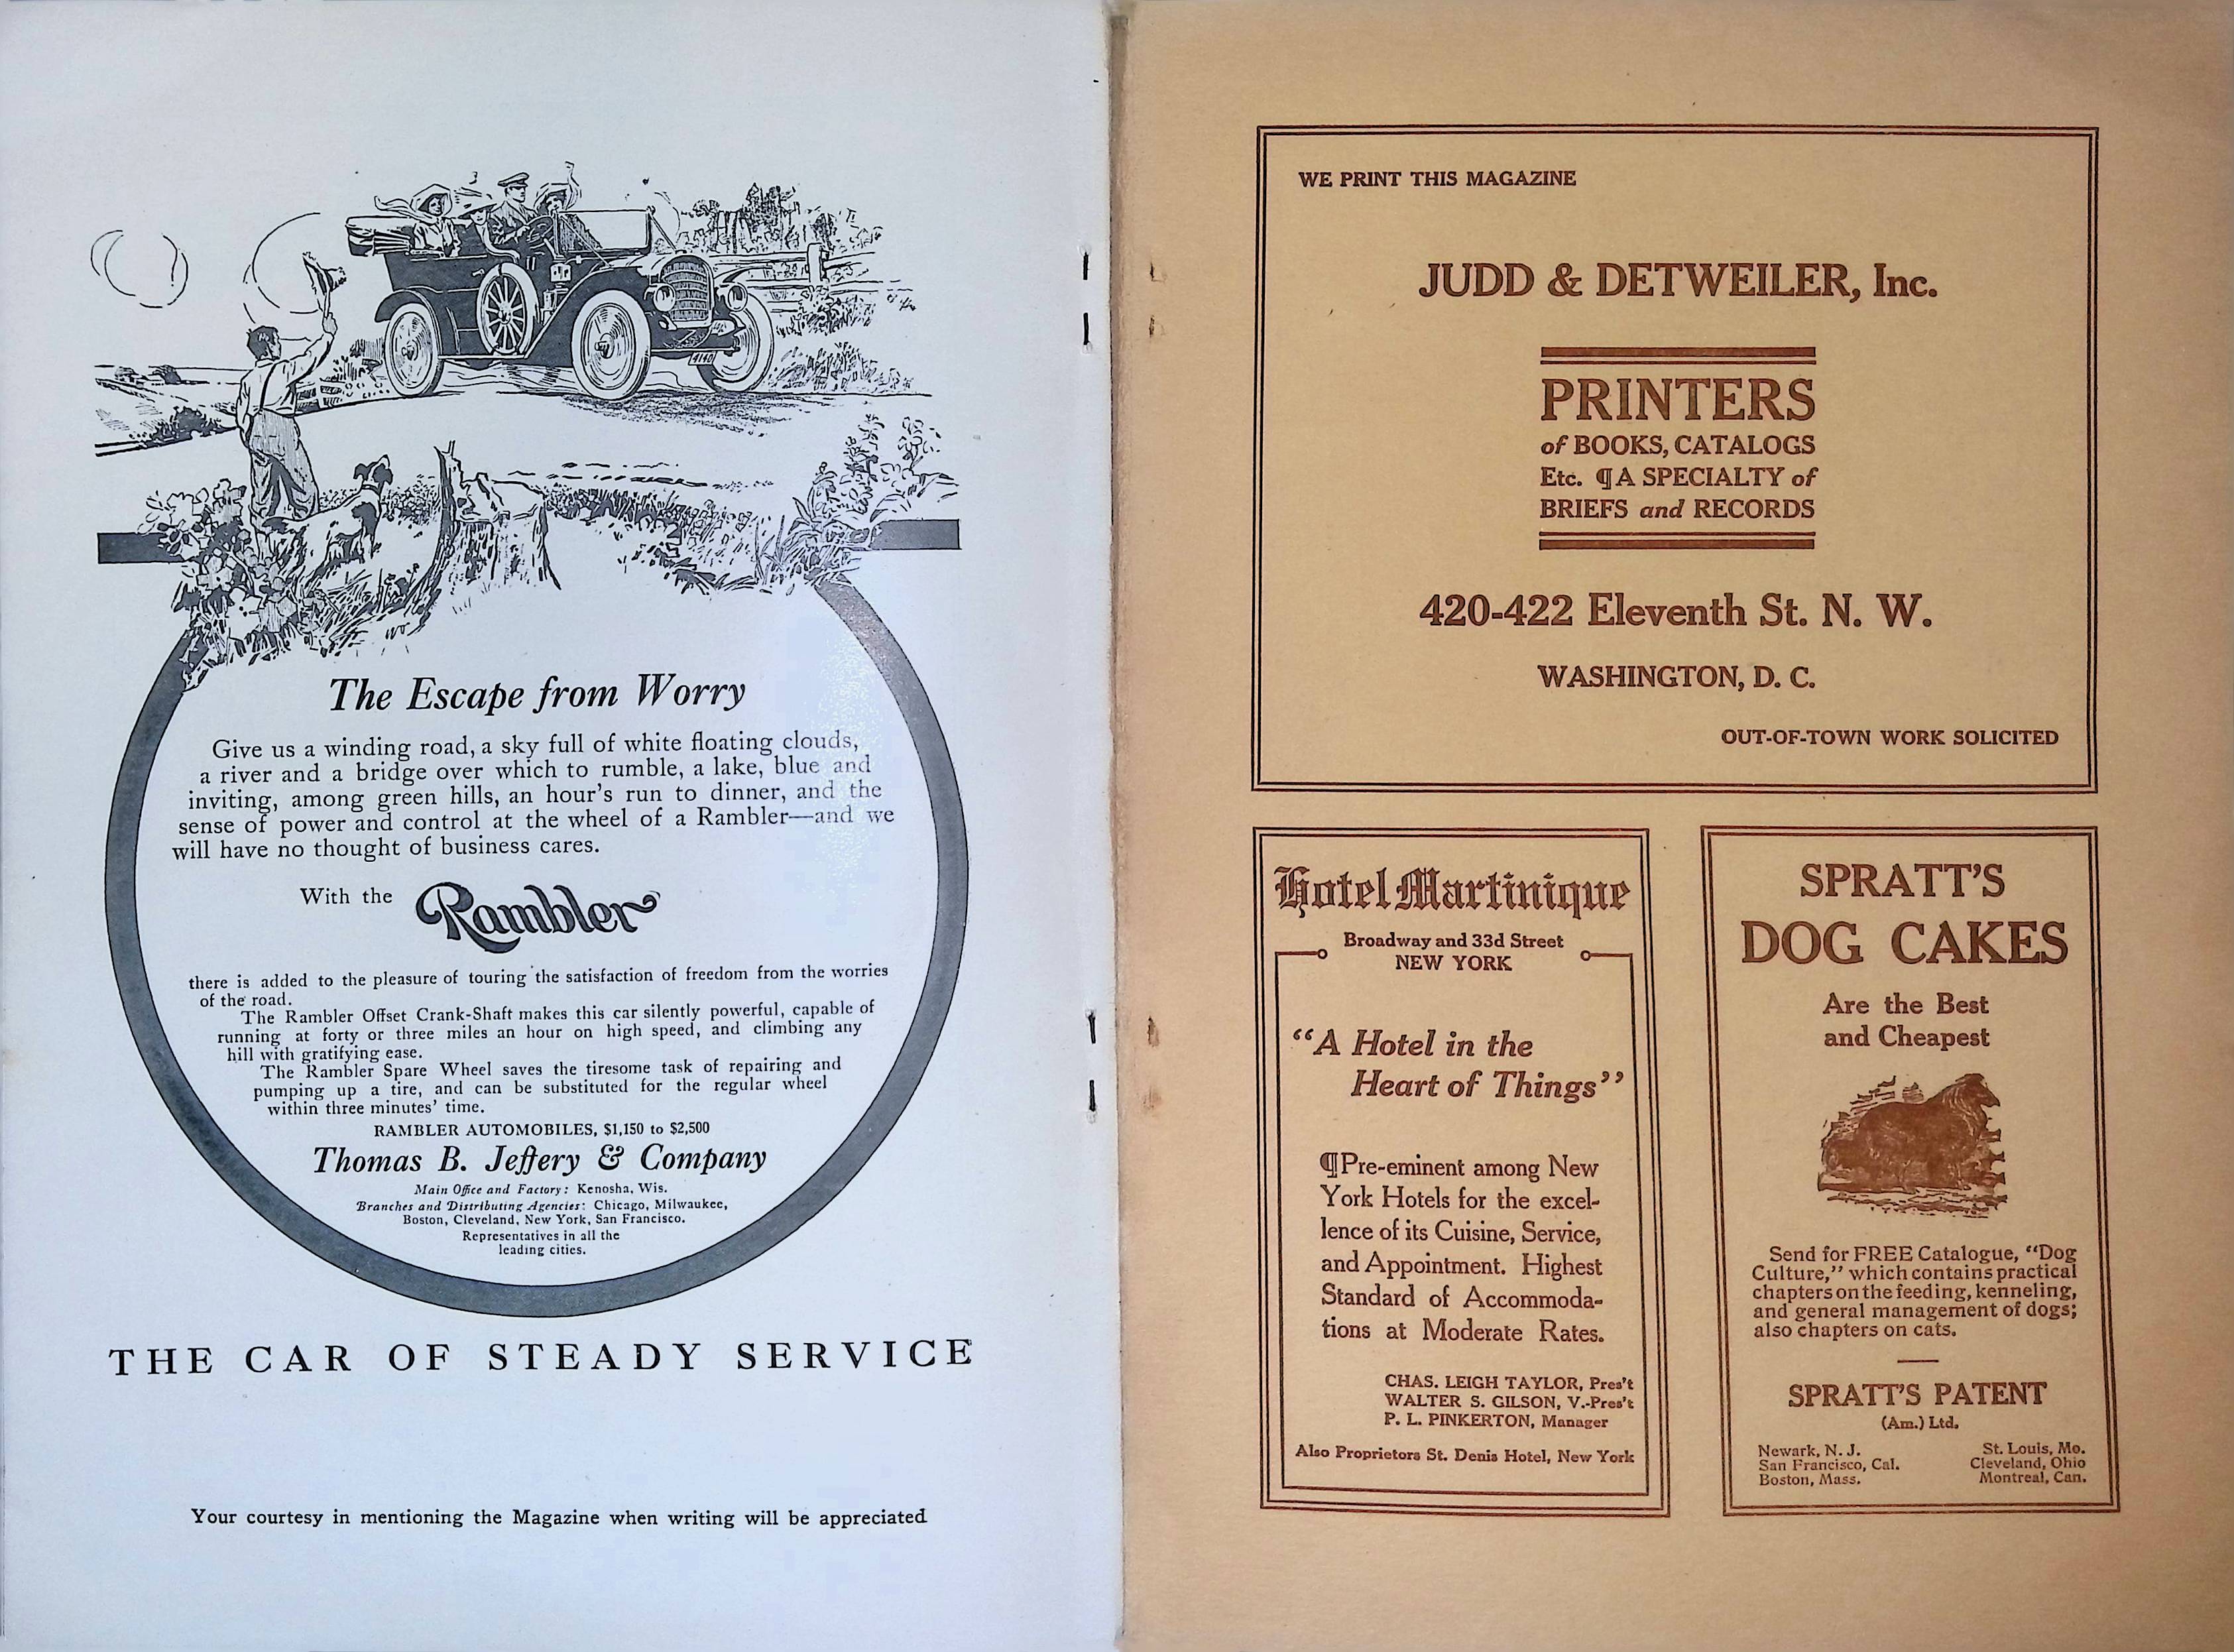 4140
The Escape from Worry
Give us a winding road, a sky full of white floating clouds,
a river and a bridge over which to rumble, a lake, blue and
inviting, among green hills, an hour's run to dinner, and the
sense of power and control at the wheel of a Rambler—and we
will have no thought of business cares.
With the Rambler
there is added to the pleasure of touring the satisfaction of freedom from the worries
of the road.
The Rambler Offset Crank-Shaft makes this car silently powerful, capable of
running at forty or three miles an hour on high speed, and climbing any
hill with gratifying ease.
The Rambler Spare Wheel saves the tiresome task of repairing and
pumping up a tire, and can be substituted for the regular wheel
within three minutes' time.
RAMBLER AUTOMOBILES, $1,150 to $2,500
Thomas B. Jeffery & Company
Main Office and Factory: Kenosha, Wis.
Branches and Distributing Agencies: Chicago, Milwaukee,
Boston, Cleveland, New York, San Francisco.
Representatives in all the
leading cities.
THE CAR OF STEADY SERVICE
Your courtesy in mentioning the Magazine when writing will be appreciated
WE PRINT THIS MAGAZINE
JUDD & DETWEILER, Inc.
PRINTERS
of BOOKS, CATALOGS
Etc. ¶ A SPECIALTY of
BRIEFS and RECORDS
420-422 Eleventh St. N. W.
WASHINGTON, D. C.
OUT-OF-TOWN WORK SOLICITED
Hotel Martinique
Broadway and 33d Street
NEW YORK
"A Hotel in the
Heart of Things"
¶Pre-eminent among New
York Hotels for the excel-
lence of its Cuisine, Service,
and Appointment. Highest
Standard of Accommoda-
tions at Moderate Rates.
CHAS. LEIGH TAYLOR, Pres't
WALTER S. GILSON, V.-Pres't
P. L. PINKERTON, Manager
Also Proprietors St. Denis Hotel, New York
SPRATT'S
DOG CAKES
Are the Best
and Cheapest
Send for FREE Catalogue, "Dog
Culture," which contains practical
chapters on the feeding, kenneling,
and general management of dogs;
also chapters on cats.
SPRATT'S PATENT
(Am.) Ltd.
Newark, N. J.
San Francisco, Cal.
Boston, Mass.
St. Louis, Mo.
Cleveland, Ohio
Montreal, Can.